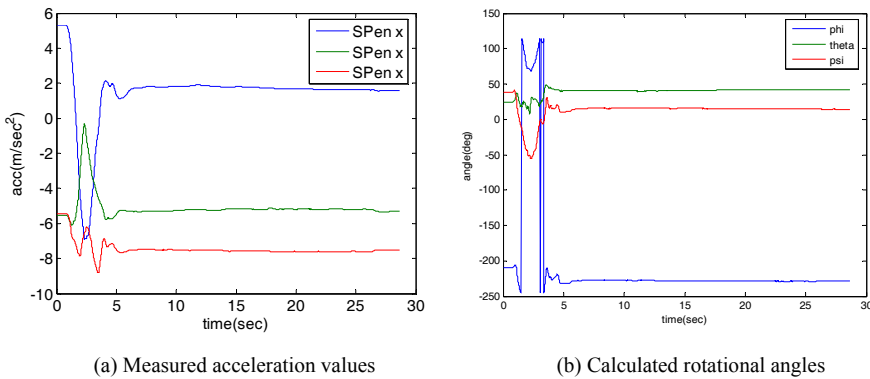 6
4
2
0
-2
-4
-6
-8
-10
acc(m/sec²)
0 5 10 15 20 25 30
time(sec)
SPen x
SPen x
SPen x
(a) Measured acceleration values
150
100
50
0
-50
-100
-150
-200
-250
angle(deg)
0 5 10 15 20 25 30
time(sec)
phi
theta
psi
(b) Calculated rotational angles